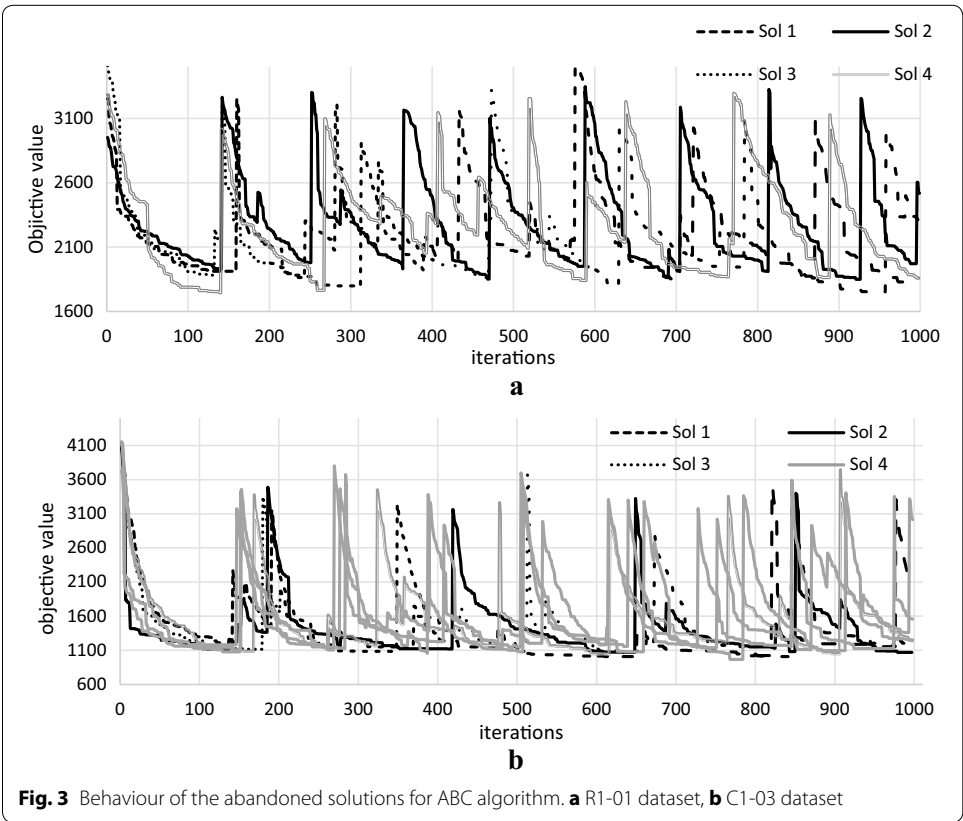 Sol 1 Sol 2
Sol 3 Sol 4
3100
2600
2100
1600
Objictive value
0 100 200 300 400 500 600 700 800 900 1000
iterations
a
Sol 1 Sol 2
Sol 3 Sol 4
4100
3600
3100
2600
2100
1600
1100
600
objective value
0 100 200 300 400 500 600 700 800 900 1000
iterations
b
Fig. 3 Behaviour of the abandoned solutions for ABC algorithm. a R1-01 dataset, b C1-03 dataset